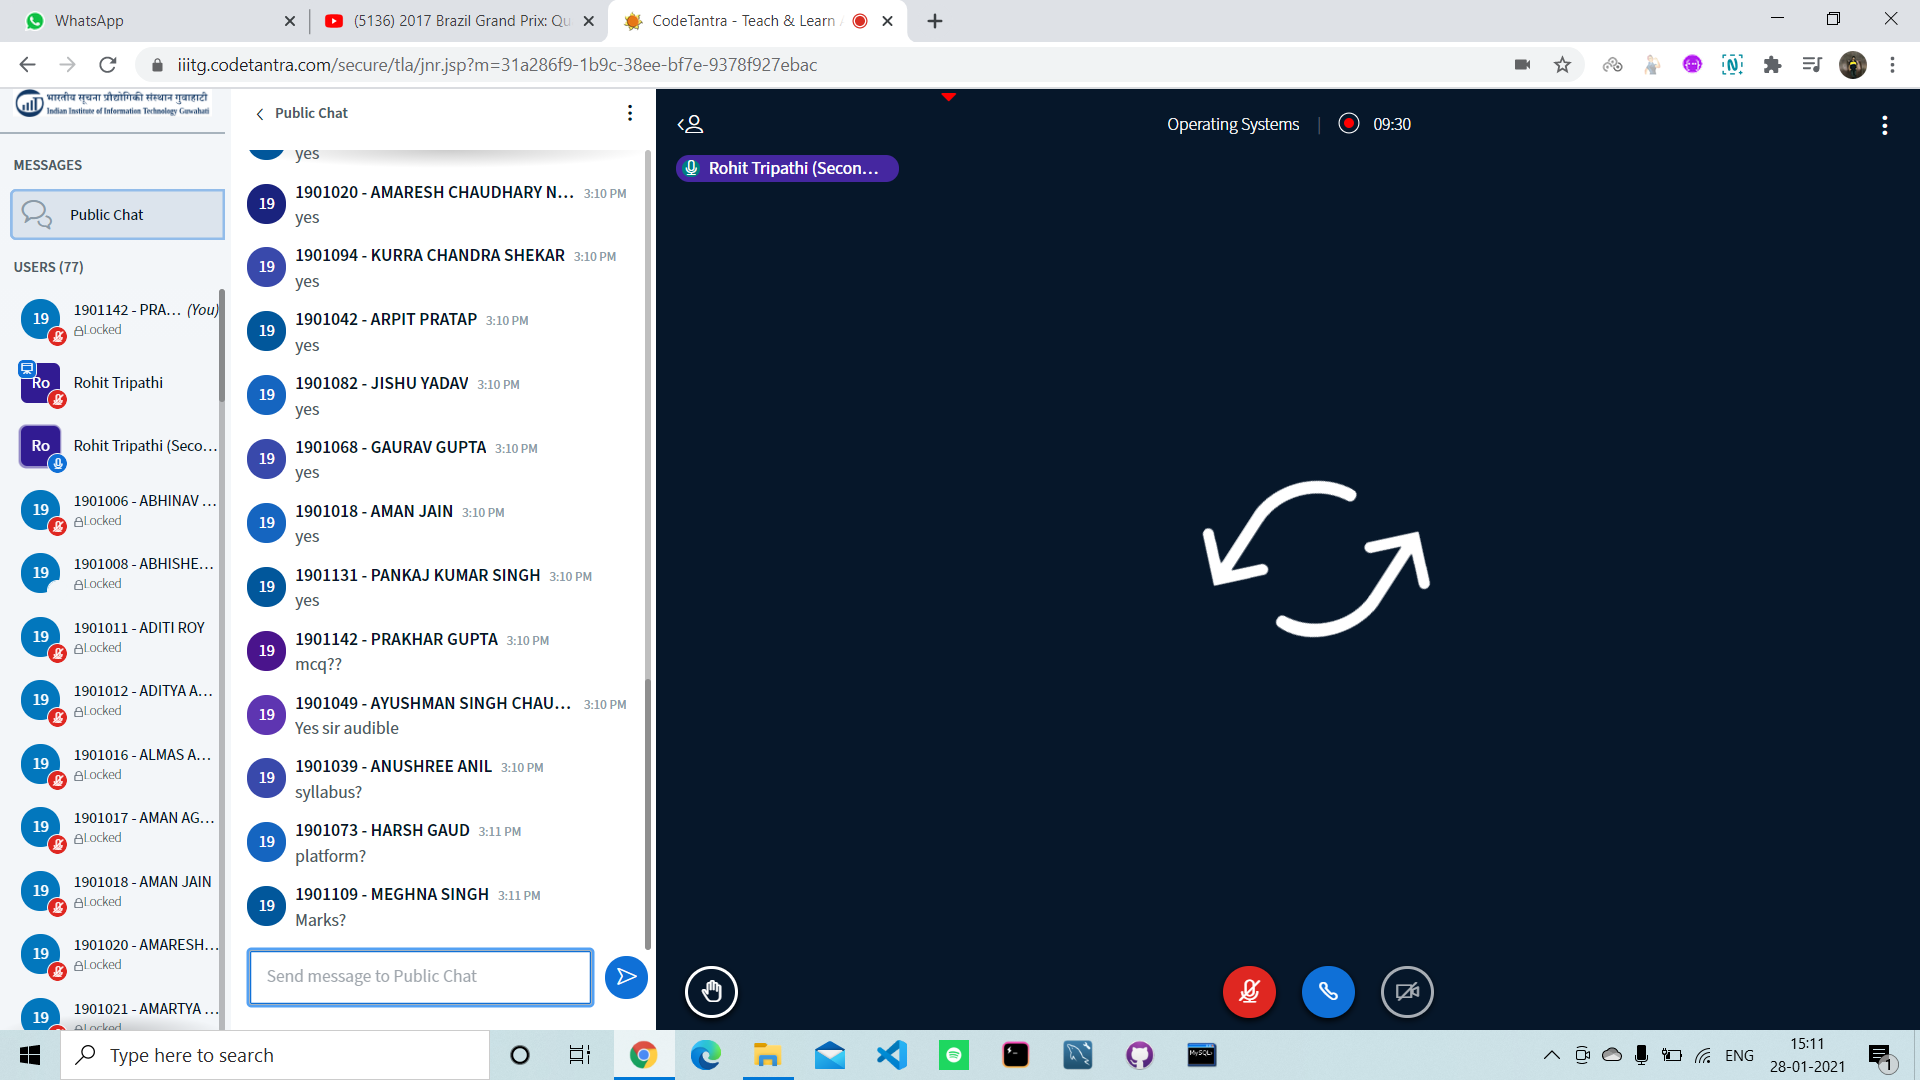 WhatsApp
(5136) 2017 Brazil Grand Prix: Qu
CodeTantra - Teach & Learn
iiitg.codetantra.com/secure/tla/jnr.jsp?m=31a286f9-1b9c-38ee-bf7e-9378f927ebac
भारतीय सूचना प्रौद्योगिकी संस्थान गुवाहाटी
Indian Institute of Information Technology Guwahati
MESSAGES
Public Chat
USERS (77)
1901142 - PRA... (You)
Locked
Ro
Rohit Tripathi
Ro
Rohit Tripathi (Seco...
19
1901006 - ABHINAV ...
Locked
19
1901008 - ABHISHE...
Locked
19
1901011 - ADITI ROY
Locked
19
1901012 - ADITYA A...
Locked
19
1901016 - ALMAS A...
Locked
19
1901017 - AMAN AG...
Locked
19
1901018 - AMAN JAIN
Locked
19
1901020 - AMARESH...
Locked
19
1901021 - AMARTYA ...
Locked
Public Chat
yes
19
1901020 - AMARESH CHAUDHARY N... 3:10 PM
yes
19
1901094 - KURRA CHANDRA SHEKAR 3:10 PM
yes
19
1901042 - ARPIT PRATAP 3:10 PM
yes
19
1901082 - JISHU YADAV 3:10 PM
yes
19
1901068 - GAURAV GUPTA 3:10 PM
yes
19
1901018 - AMAN JAIN 3:10 PM
yes
19
1901131 - PANKAJ KUMAR SINGH 3:10 PM
yes
19
1901142 - PRAKHAR GUPTA 3:10 PM
mcq??
19
1901049 - AYUSHMAN SINGH CHAU... 3:10 PM
Yes sir audible
19
1901039 - ANUSHREE ANIL 3:10 PM
syllabus?
19
1901073 - HARSH GAUD 3:11 PM
platform?
19
1901109 - MEGHNA SINGH 3:11 PM
Marks?
Send message to Public Chat
Operating Systems | 09:30
Rohit Tripathi (Secon...
Type here to search
MySQL
ENG
15:11
28-01-2021
1